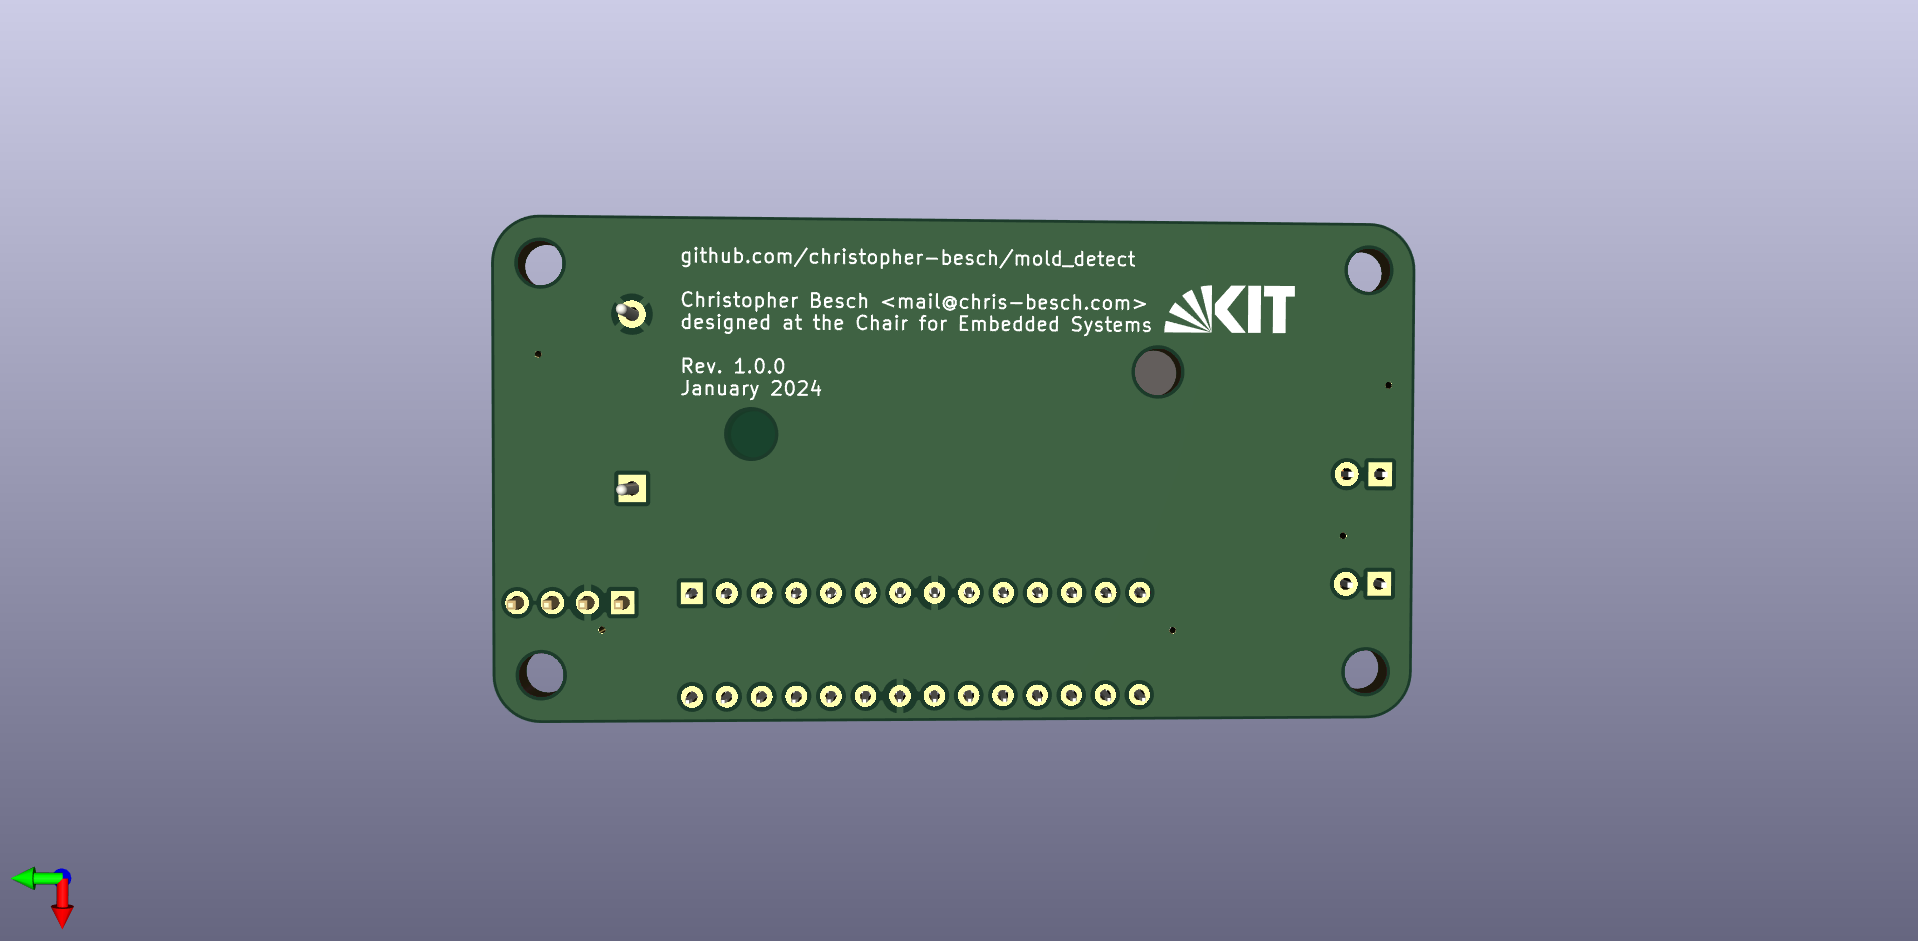 github.com/christopher-besch/mold_detect
Christopher Besch <mail@chris-besch.com>
designed at the Chair for Embedded Systems
KIT
Rev. 1.0.0
January 2024